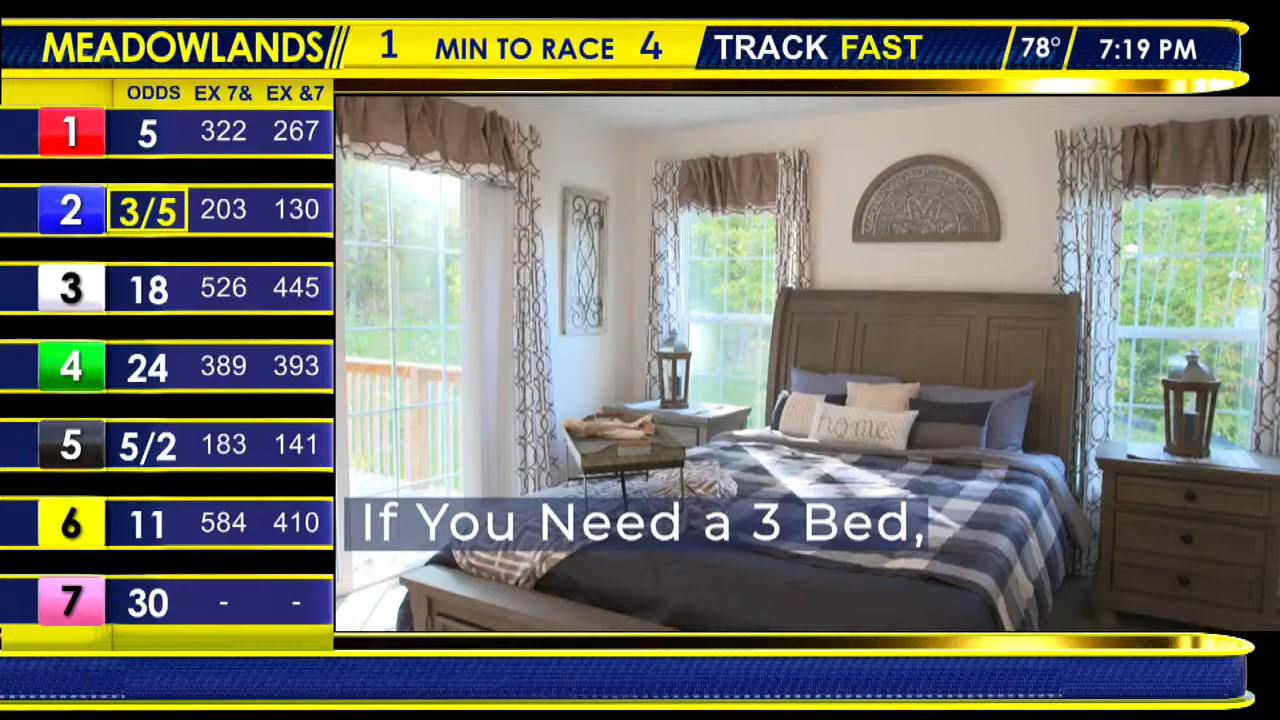 MEADOWLANDS 1 MIN TO RACE 4 TRACK FAST 78° 7:19 PM
ODDS EX 7& EX &7
1 5 322 267
2 3/5 203 130
3 18 526 445
4 24 389 393
5 5/2 183 141
6 11 584 410
7 30 - -
home
If You Need a 3 Bed,